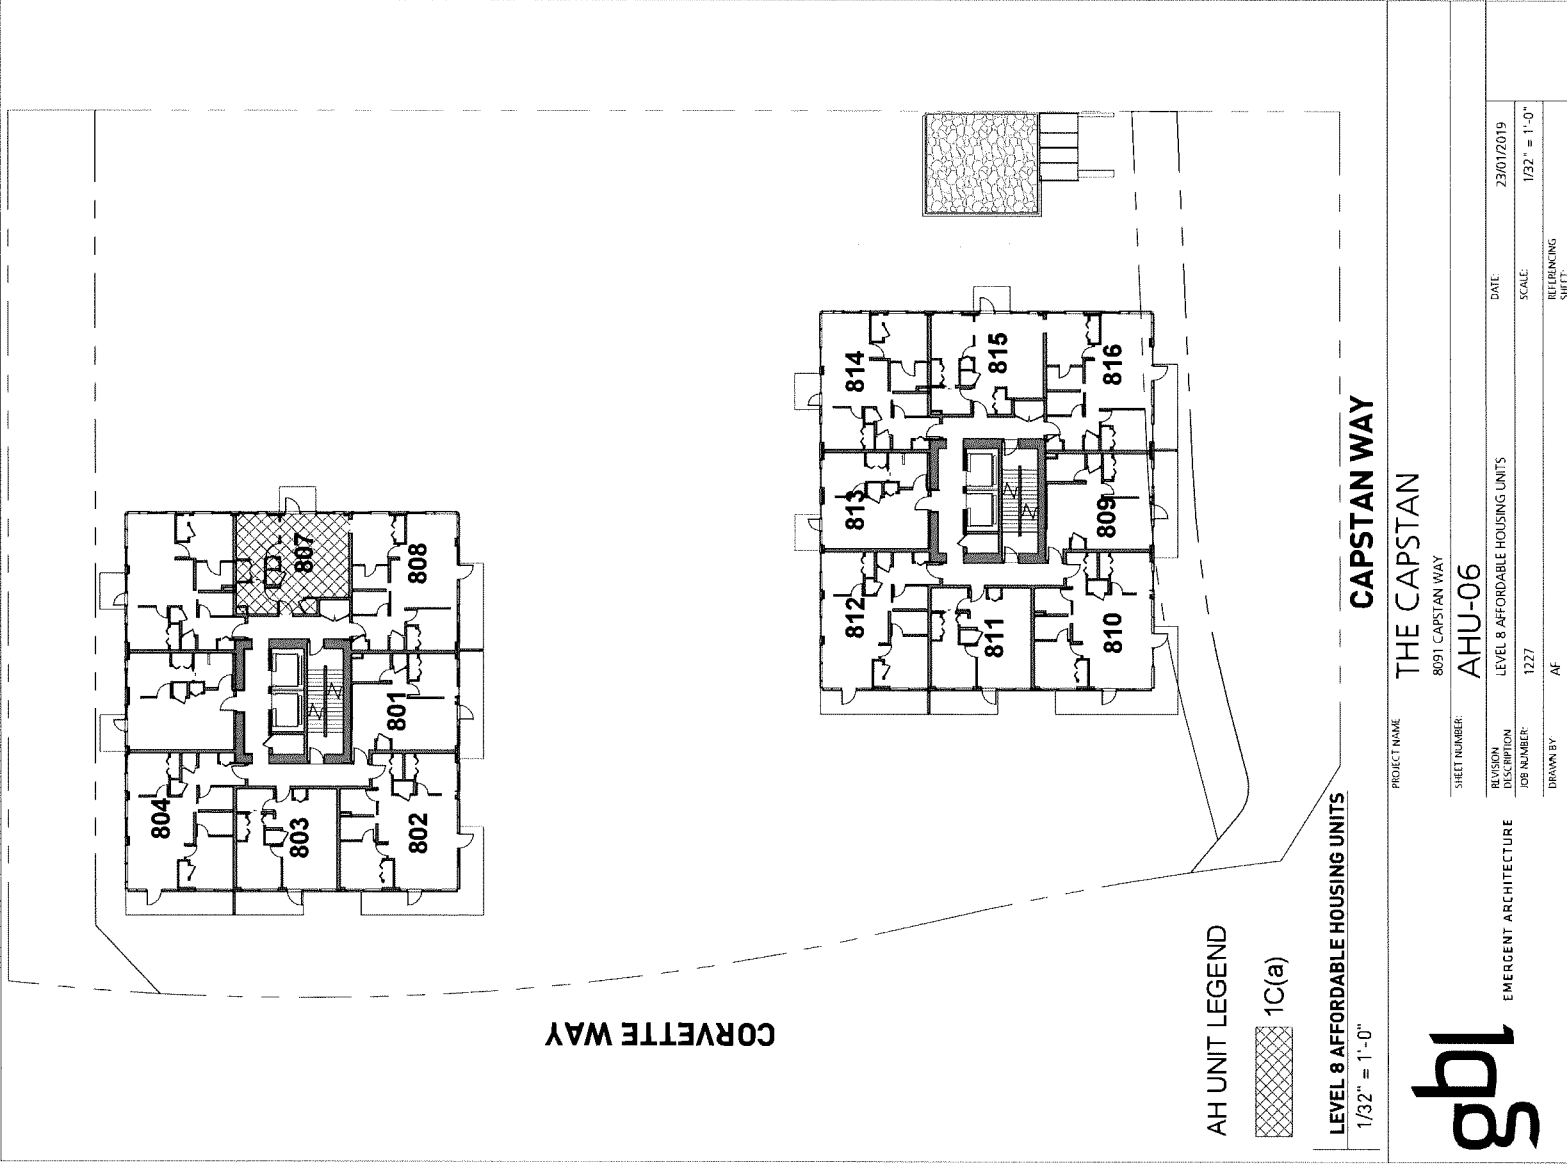 804
803
802
801
807
808
814
815
816
813
809
812
811
810
CORVETTE WAY
CAPSTAN WAY
AH UNIT LEGEND
1C(a)
LEVEL 8 AFFORDABLE HOUSING UNITS
1/32" = 1'-0"
gbl
EMERGENT ARCHITECTURE
PROJECT NAME
THE CAPSTAN
8091 CAPSTAN WAY
SHEET NUMBER:
AHU-06
REVISION
DESCRIPTION
LEVEL 8 AFFORDABLE HOUSING UNITS
DATE:
23/01/2019
JOB NUMBER:
1227
SCALE:
1/32" = 1'-0"
DRAWN BY:
AF
REFERENCING
SHEET: